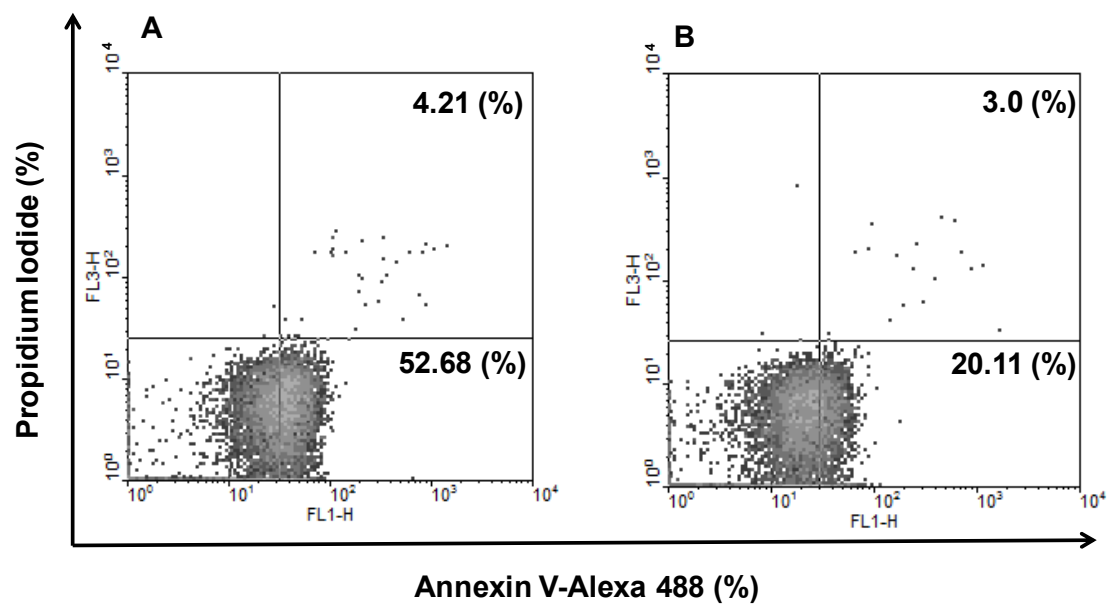 A
B
Propidium Iodide (%)
FL3-H
10⁴
10³
10²
10¹
10⁰
4.21 (%)
52.68 (%)
10⁰ 10¹ 10² 10³ 10⁴
FL1-H
10⁴
10³
FL3-H
10²
10¹
10⁰
3.0 (%)
20.11 (%)
10⁰ 10¹ 10² 10³ 10⁴
FL1-H
Annexin V-Alexa 488 (%)